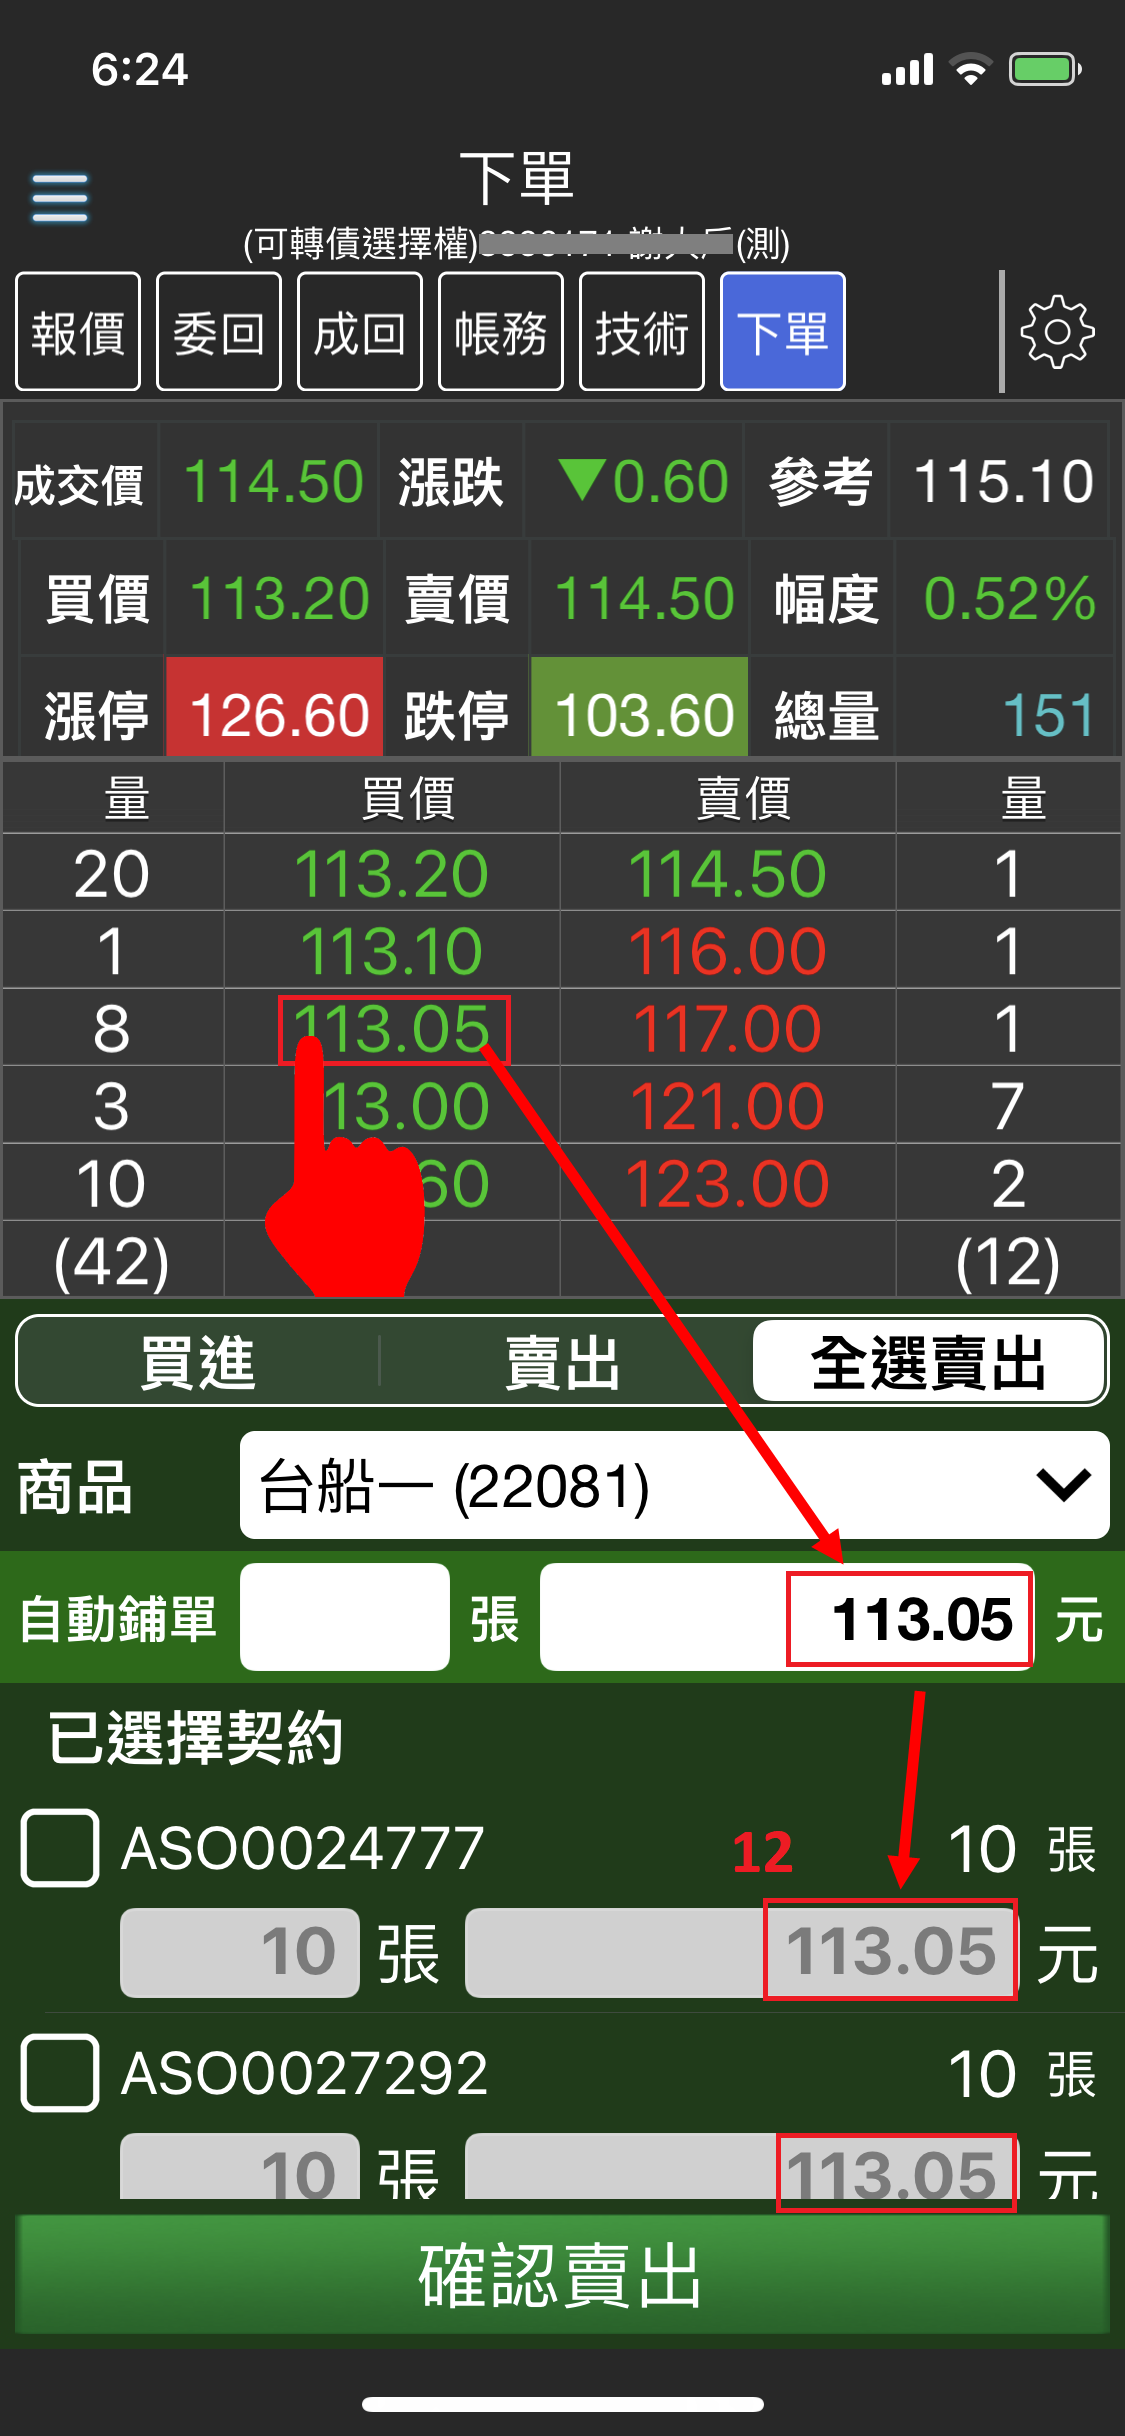 6:24
下單
(可轉債選擇權) (測)
報價 委回 成回 帳務 技術 下單
成交價 114.50 漲跌 ▼0.60 參考 115.10
買價 113.20 賣價 114.50 幅度 0.52%
漲停 126.60 跌停 103.60 總量 151
量 買價 賣價 量
20 113.20 114.50 1
1 113.10 116.00 1
8 113.05 117.00 1
3 13.00 121.00 7
10 60 123.00 2
(42) (12)
買進 賣出 全選賣出
商品 台船一 (22081)
自動鋪單 張 113.05 元
已選擇契約
ASO0024777 12 10 張
10 張 113.05 元
ASO0027292 10 張
10 張 113.05 元
確認賣出